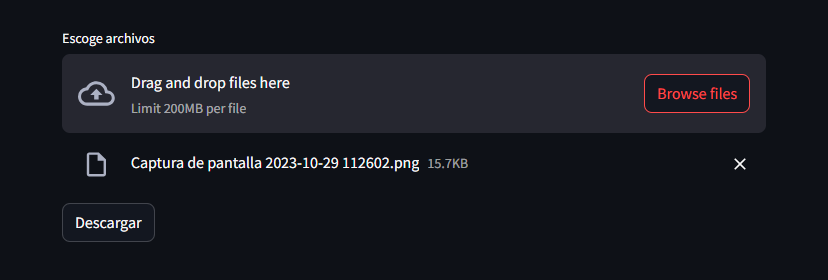 Escoge archivos
Drag and drop files here
Limit 200MB per file
Browse files
Captura de pantalla 2023-10-29 112602.png 15.7KB
Descargar